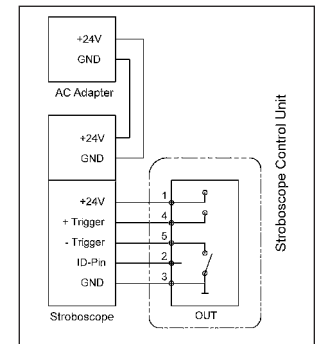 +24V
GND
AC Adapter
+24V
GND
+24V
+ Trigger
- Trigger
ID-Pin
GND
Stroboscope
1
4
5
2
3
OUT
Stroboscope Control Unit